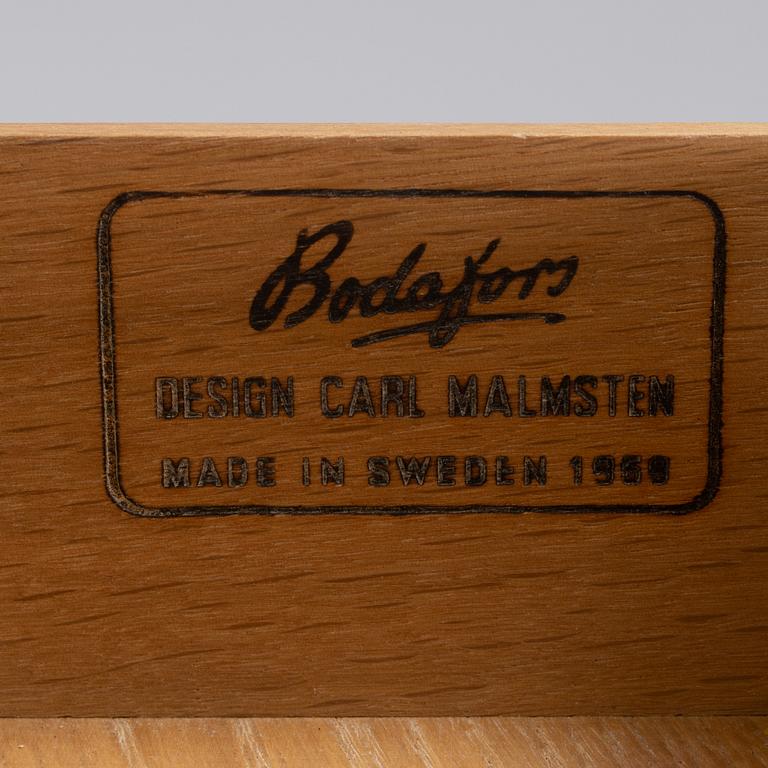 Bodafors
DESIGN CARL MALMSTEN
MADE IN SWEDEN